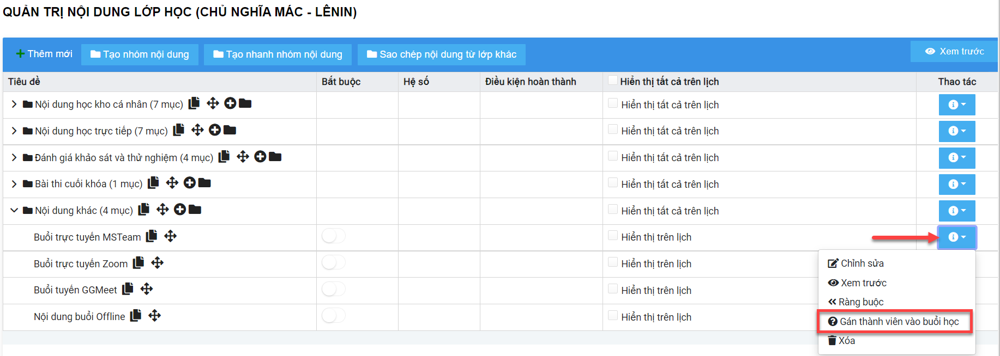 QUẢN TRỊ NỘI DUNG LỚP HỌC (CHỦ NGHĨA MÁC - LÊNIN)
Thêm mới Tạo nhóm nội dung Tạo nhanh nhóm nội dung Sao chép nội dung từ lớp khác Xem trước
Tiêu đề Bắt buộc Hệ số Điều kiện hoàn thành Hiển thị tất cả trên lịch Thao tác
Nội dung học kho cá nhân (7 mục) Hiển thị tất cả trên lịch
Nội dung học trực tiếp (7 mục) Hiển thị tất cả trên lịch
Đánh giá khảo sát và thử nghiệm (4 mục) Hiển thị tất cả trên lịch
Bài thi cuối khóa (1 mục) Hiển thị tất cả trên lịch
Nội dung khác (4 mục) Hiển thị tất cả trên lịch
Buổi trực tuyến MSTeam Hiển thị trên lịch
Buổi trực tuyến Zoom Hiển thị trên lịch
Buổi tuyến GGMeet Hiển thị trên lịch
Nội dung buổi Offline Hiển thị trên lịch
Chỉnh sửa
Xem trước
Ràng buộc
Gán thành viên vào buổi học
Xóa